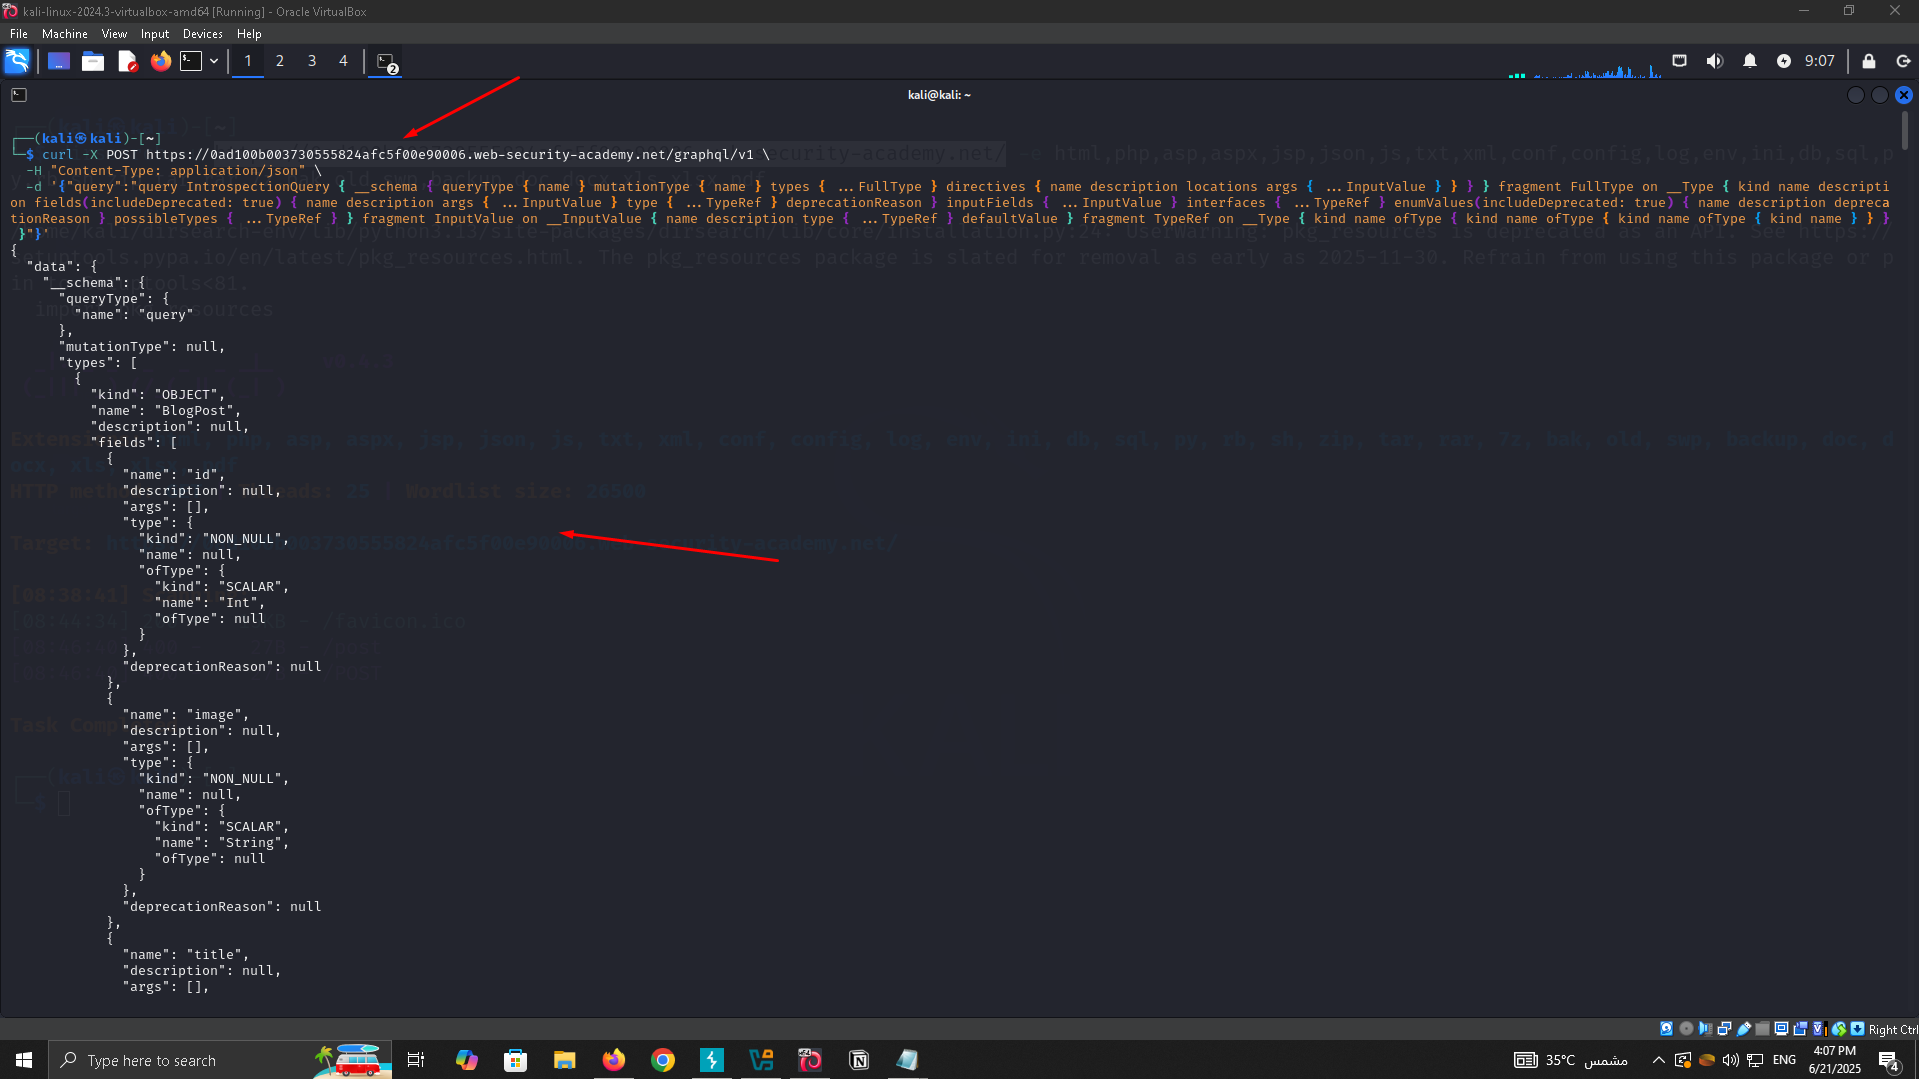 kali-linux-2024.3-virtualbox-amd64 [Running] - Oracle VirtualBox
File Machine View Input Devices Help
1 2 3 4 2 9:07
kali@kali: ~
┌──(kali㉿kali)-[~]
└─$ curl -X POST https://0ad100b003730555824afc5f00e90006.web-security-academy.net/graphql/v1 \
-H "Content-Type: application/json" \
-d '{"query":"query IntrospectionQuery { __schema { queryType { name } mutationType { name } types { ...FullType } directives { name description locations args { ...InputValue } } } } fragment FullType on __Type { kind name descripti
on fields(includeDeprecated: true) { name description args { ...InputValue } type { ...TypeRef } deprecationReason } inputFields { ...InputValue } interfaces { ...TypeRef } enumValues(includeDeprecated: true) { name description depreca
tionReason } possibleTypes { ...TypeRef } } fragment InputValue on __InputValue { name description type { ...TypeRef } defaultValue } fragment TypeRef on __Type { kind name ofType { kind name ofType { kind name ofType { kind name } } }
}"}'
{
"data": {
"__schema": {
"queryType": {
"name": "query"
},
"mutationType": null,
"types": [
{
"kind": "OBJECT",
"name": "BlogPost",
"description": null,
"fields": [
{
"name": "id",
"description": null,
"args": [],
"type": {
"kind": "NON_NULL",
"name": null,
"ofType": {
"kind": "SCALAR",
"name": "Int",
"ofType": null
}
},
"deprecationReason": null
},
{
"name": "image",
"description": null,
"args": [],
"type": {
"kind": "NON_NULL",
"name": null,
"ofType": {
"kind": "SCALAR",
"name": "String",
"ofType": null
}
},
"deprecationReason": null
},
{
"name": "title",
"description": null,
"args": [],
Right Ctrl
Type here to search
35°C مشمس
ENG
4:07 PM
6/21/2025
4